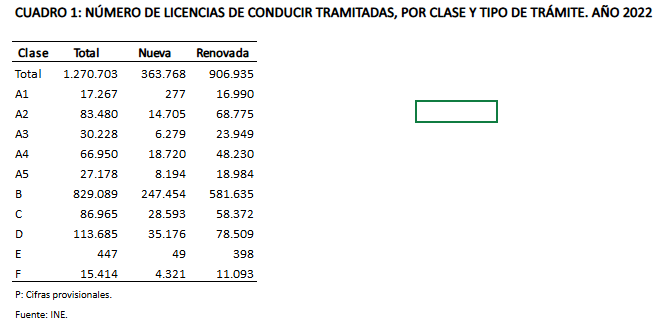 CUADRO 1: NÚMERO DE LICENCIAS DE CONDUCIR TRAMITADAS, POR CLASE Y TIPO DE TRÁMITE. AÑO 2022
Clase Total Nueva Renovada
Total 1.270.703 363.768 906.935
A1 17.267 277 16.990
A2 83.480 14.705 68.775
A3 30.228 6.279 23.949
A4 66.950 18.720 48.230
A5 27.178 8.194 18.984
B 829.089 247.454 581.635
C 86.965 28.593 58.372
D 113.685 35.176 78.509
E 447 49 398
F 15.414 4.321 11.093
P: Cifras provisionales.
Fuente: INE.